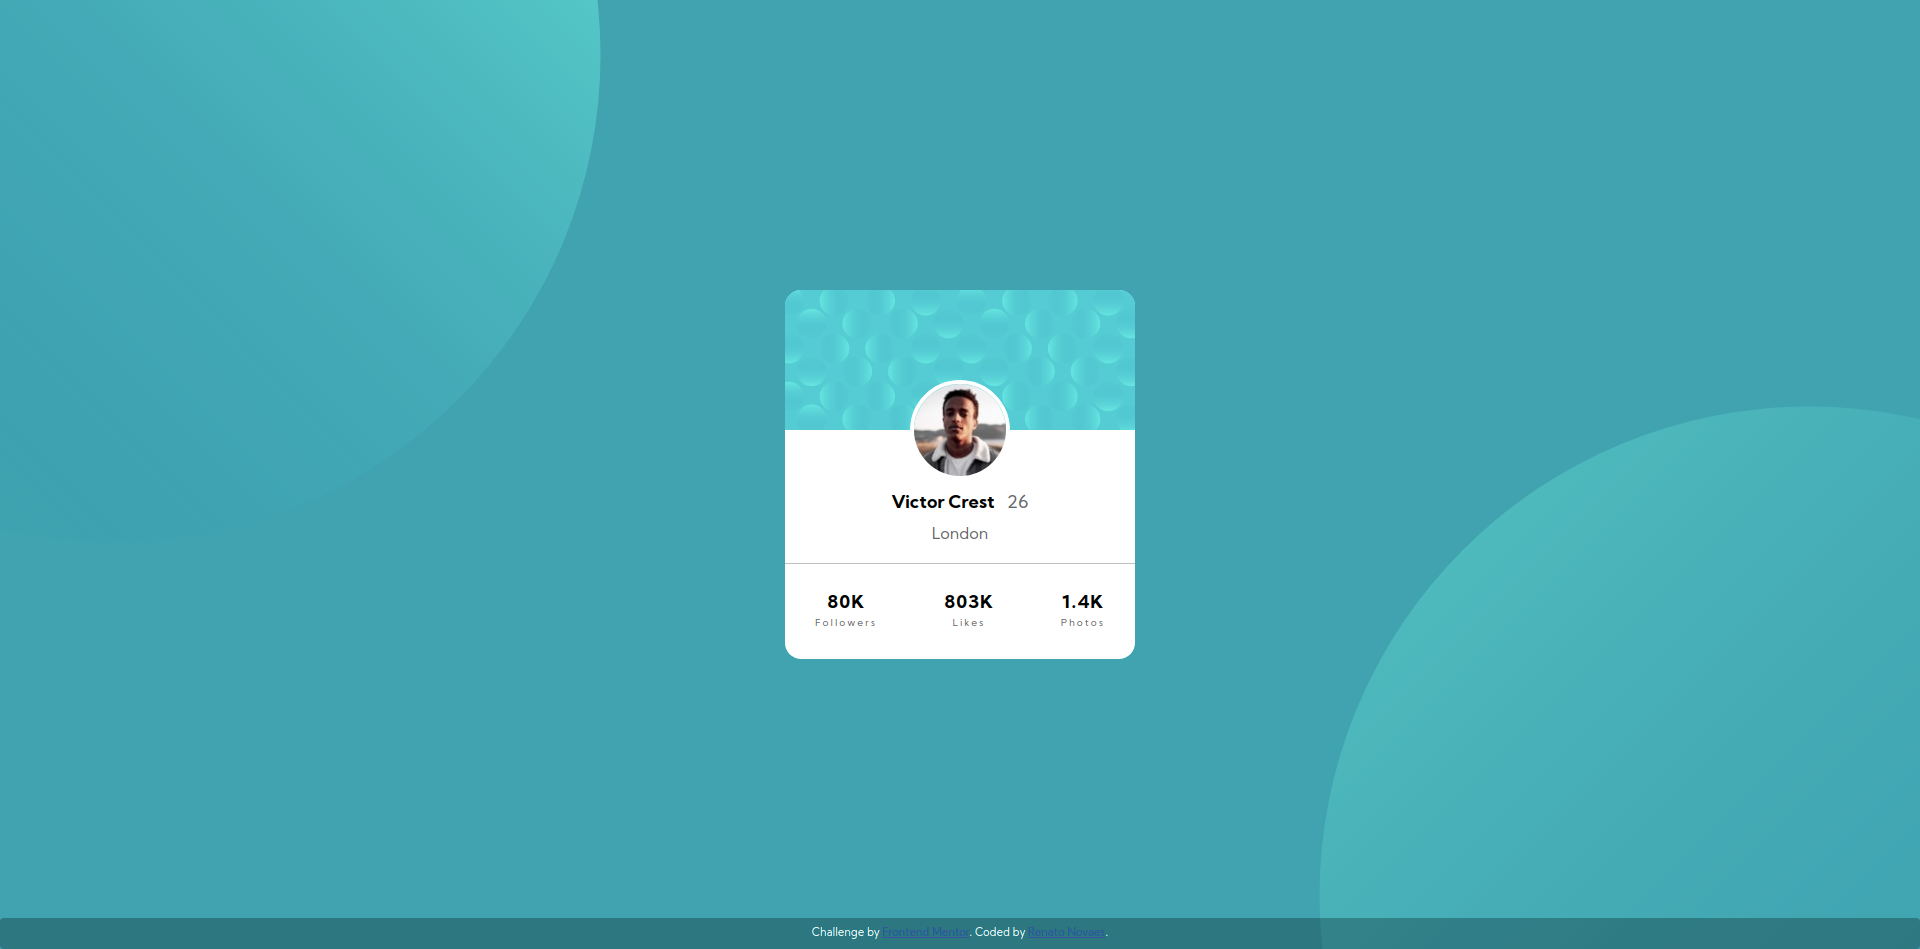 Victor Crest 26
London
80K 803K 1.4K
Followers Likes Photos
Challenge by Frontend Mentor. Coded by Renato Novaes.